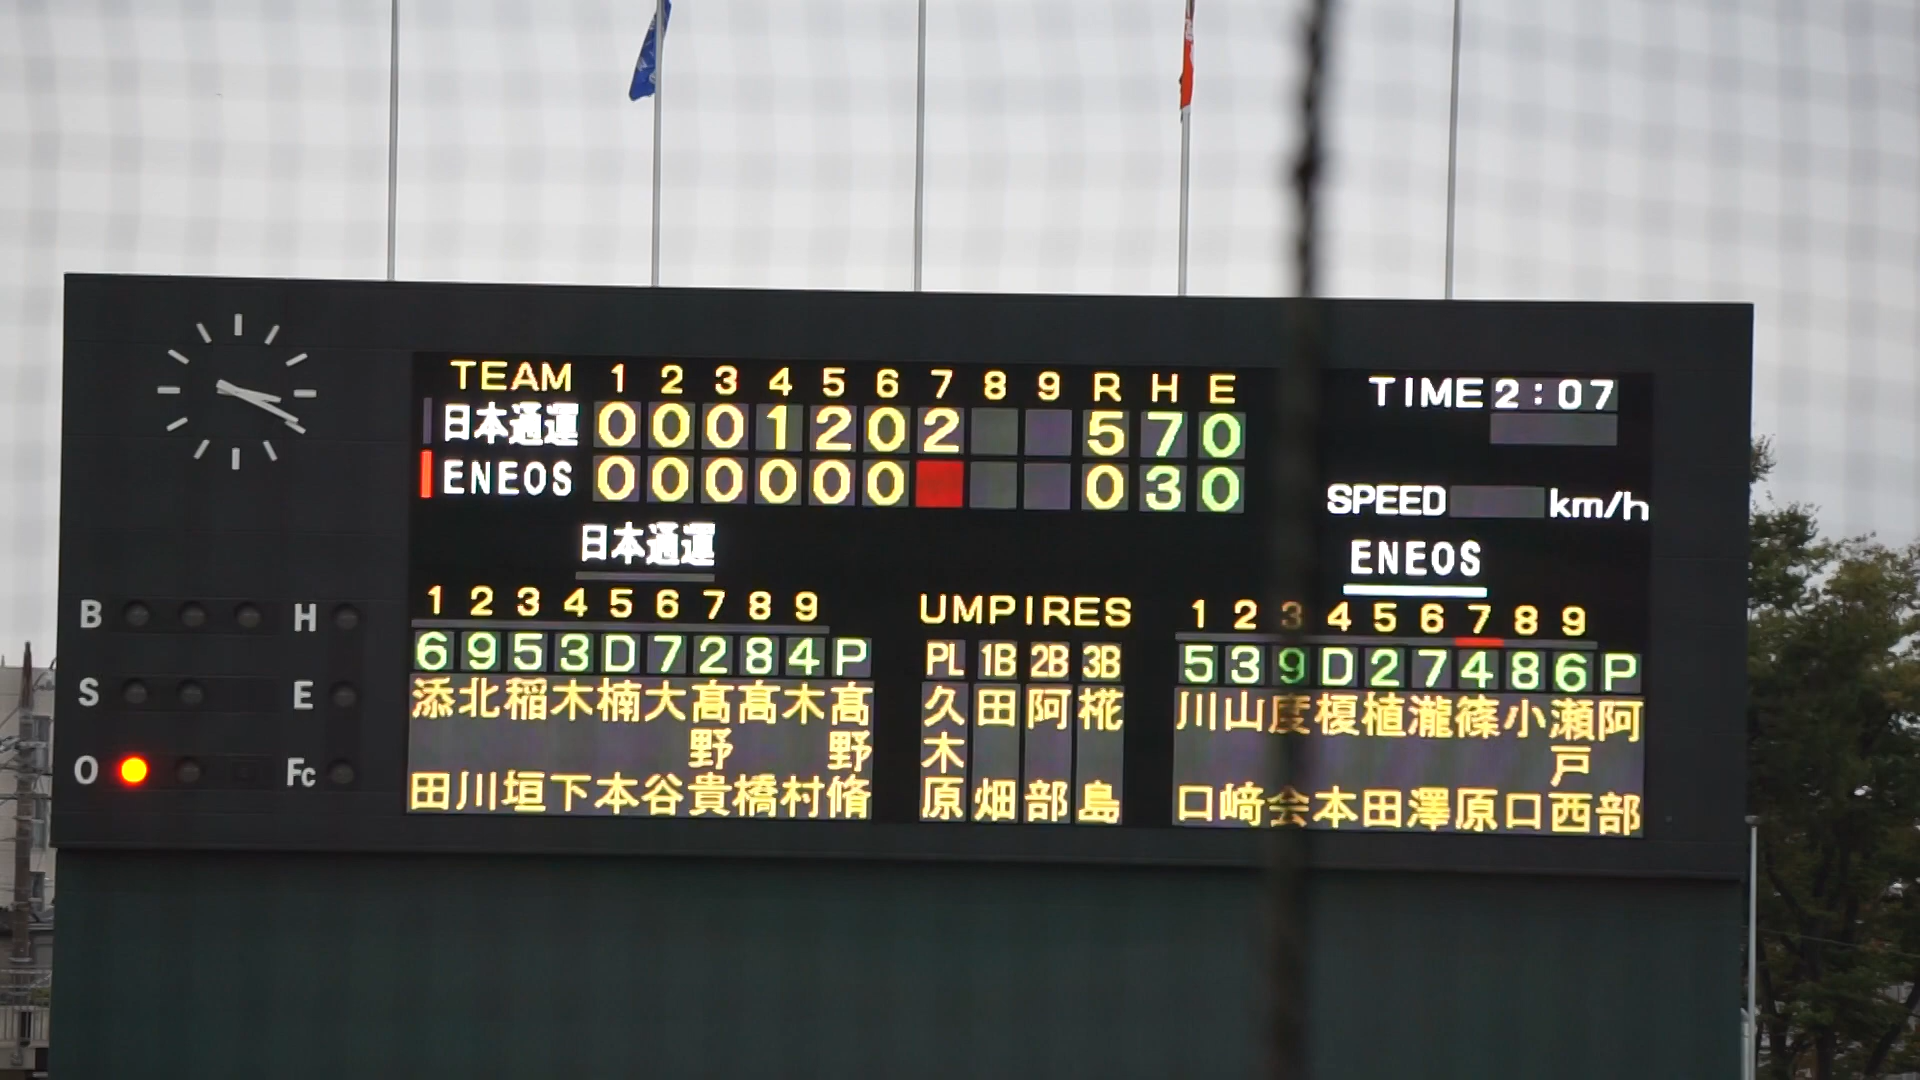 TEAM 1 2 3 4 5 6 7 8 9 R H E
日本通運 0 0 0 1 2 0 2 5 7 0
ENEOS 0 0 0 0 0 0 0 3 0
TIME 2:07
SPEED km/h
B H
S E
O Fc
日本通運
1 2 3 4 5 6 7 8 9
6 9 5 3 D 7 2 8 4 P
添田
北川
稲垣
木下
楠本
大谷
髙野貴
髙橋
木村
髙野脩
UMPIRES
PL 1B 2B 3B
久木原
田畑
阿部
椛島
ENEOS
1 2 3 4 5 6 7 8 9
5 3 9 D 2 7 4 8 6 P
川口
山﨑
度会
榎本
植田
瀧澤
篠原
小口
瀬戸西
阿部